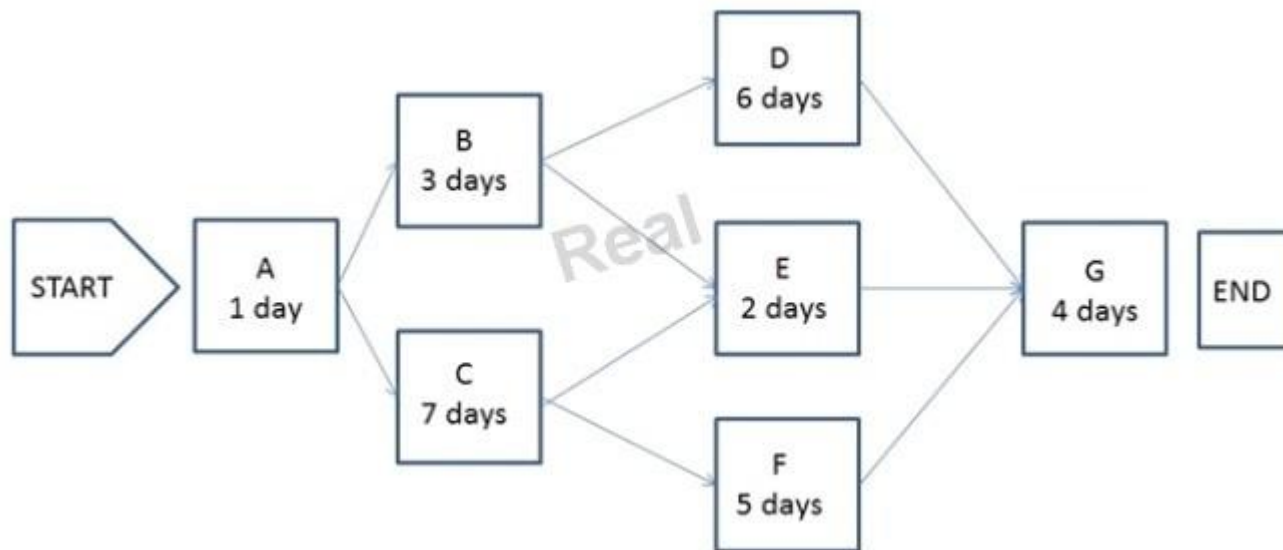 START
A
1 day
B
3 days
C
7 days
D
6 days
E
2 days
F
5 days
G
4 days
END
Real